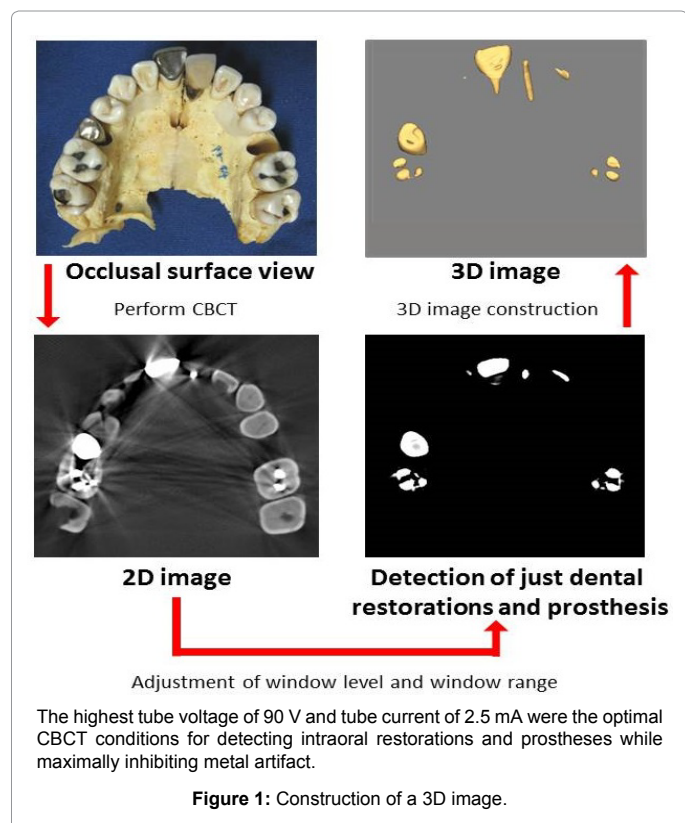 Occlusal surface view
Perform CBCT
3D image
3D image construction
2D image
Detection of just dental
restorations and prosthesis
Adjustment of window level and window range
The highest tube voltage of 90 V and tube current of 2.5 mA were the optimal
CBCT conditions for detecting intraoral restorations and prostheses while
maximally inhibiting metal artifact.
Figure 1: Construction of a 3D image.